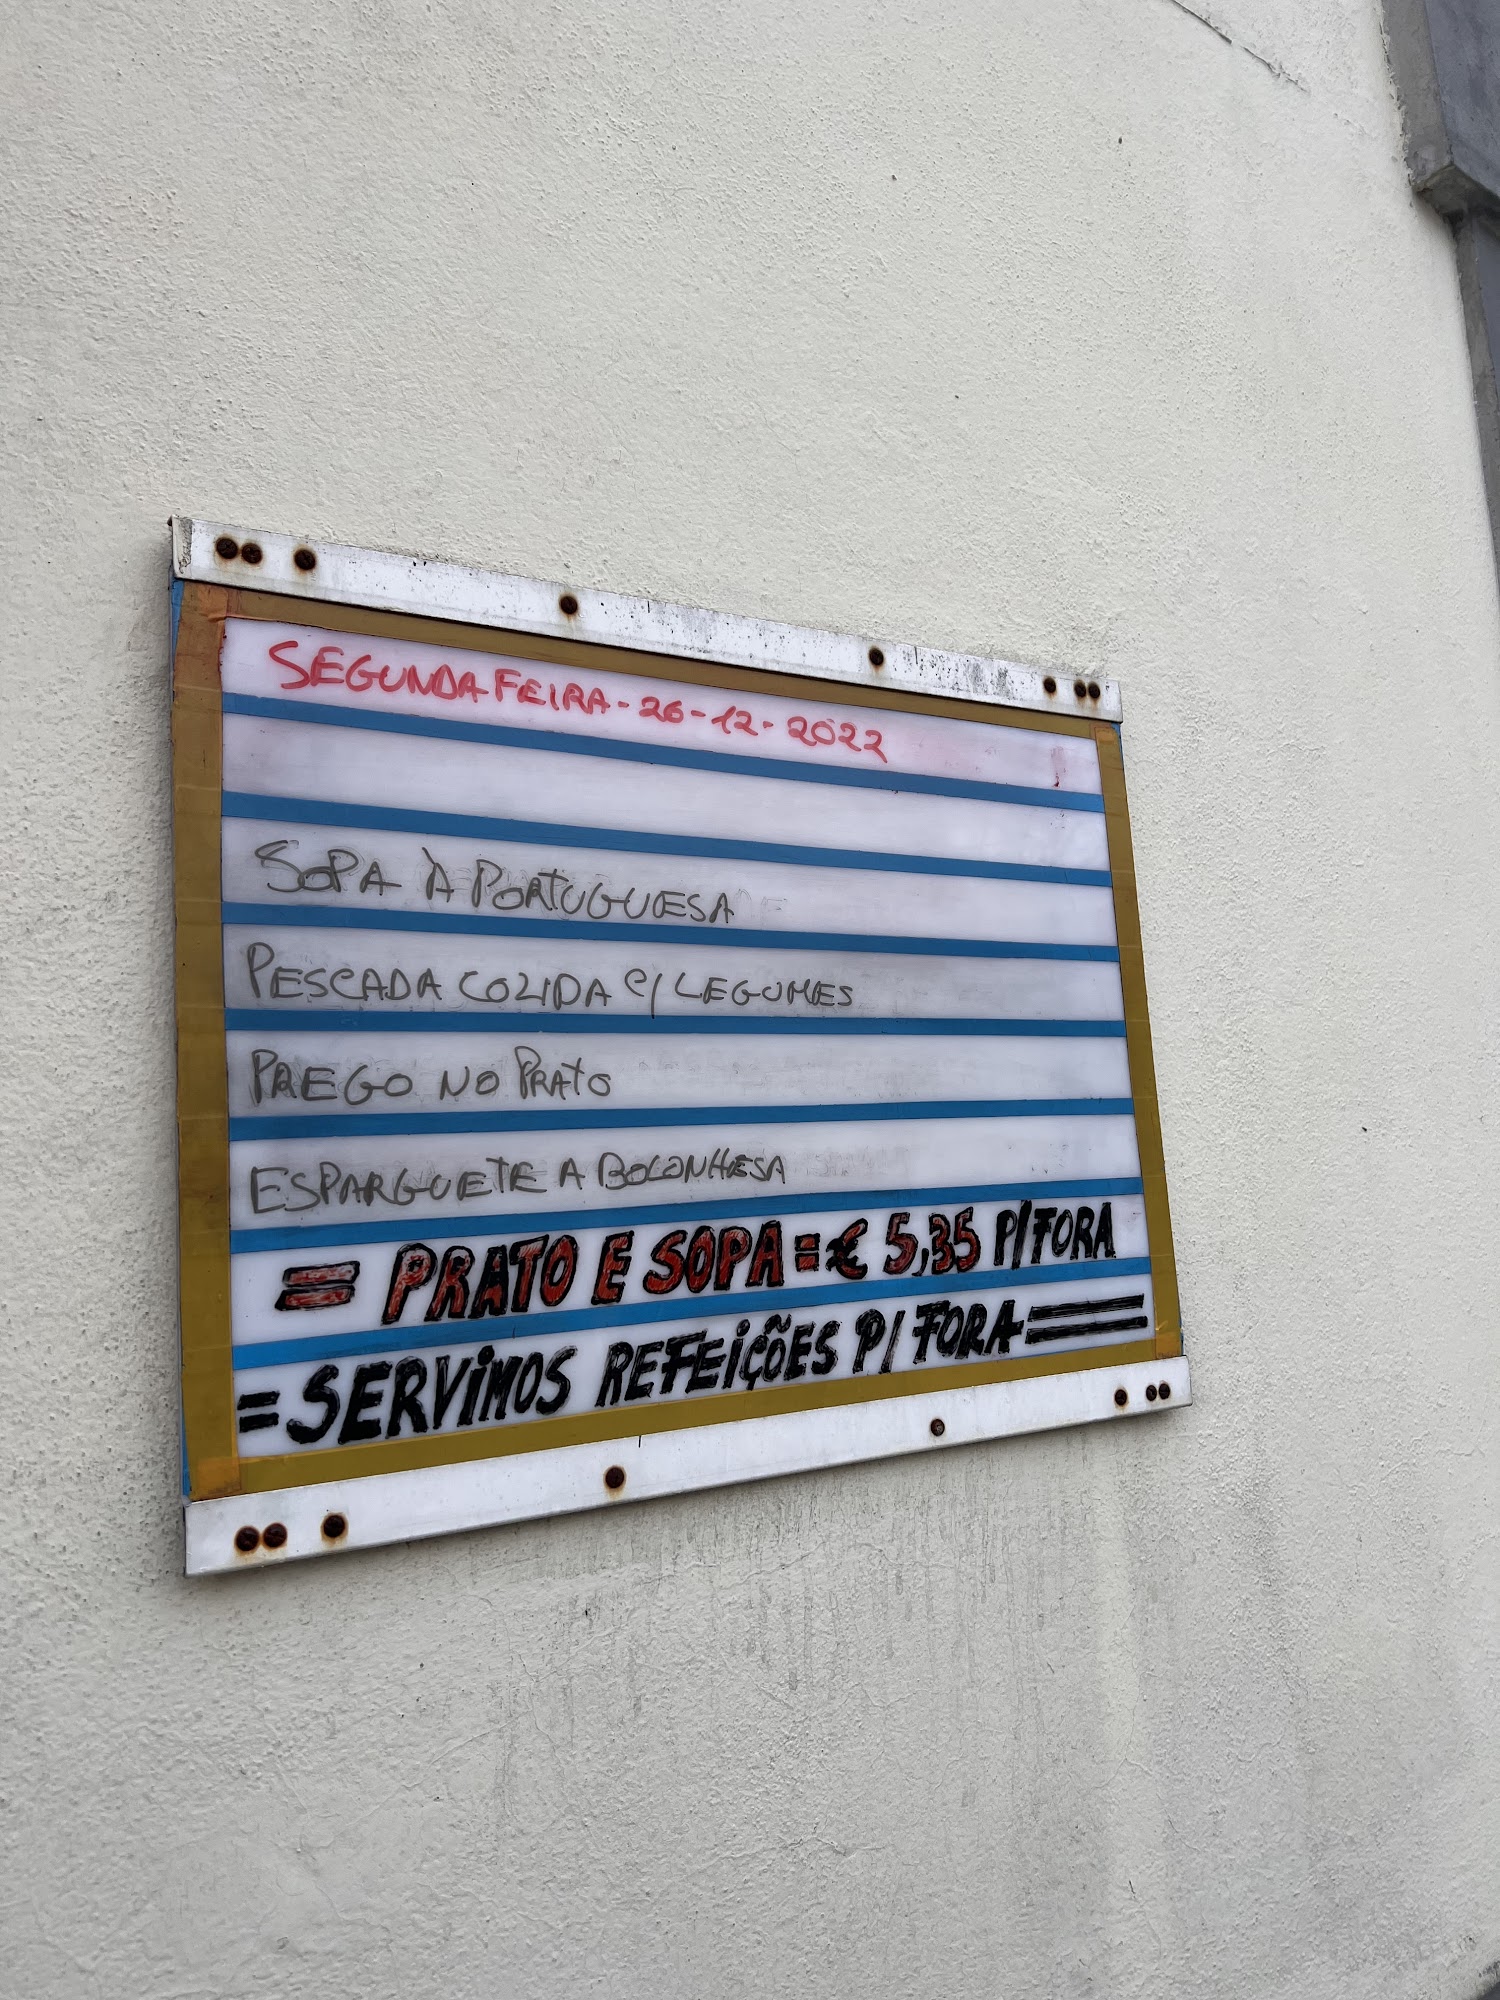 SEGUNDA FEIRA - 26-12-2022
SOPA À PORTUGUESA
PESCADA COZIDA C/ LEGUMES
PREGO NO PRATO
ESPARGUETE A BOLONHESA
= PRATO E SOPA = € 5,35 P/ FORA
= SERVIMOS REFEIÇÕES P/ FORA =